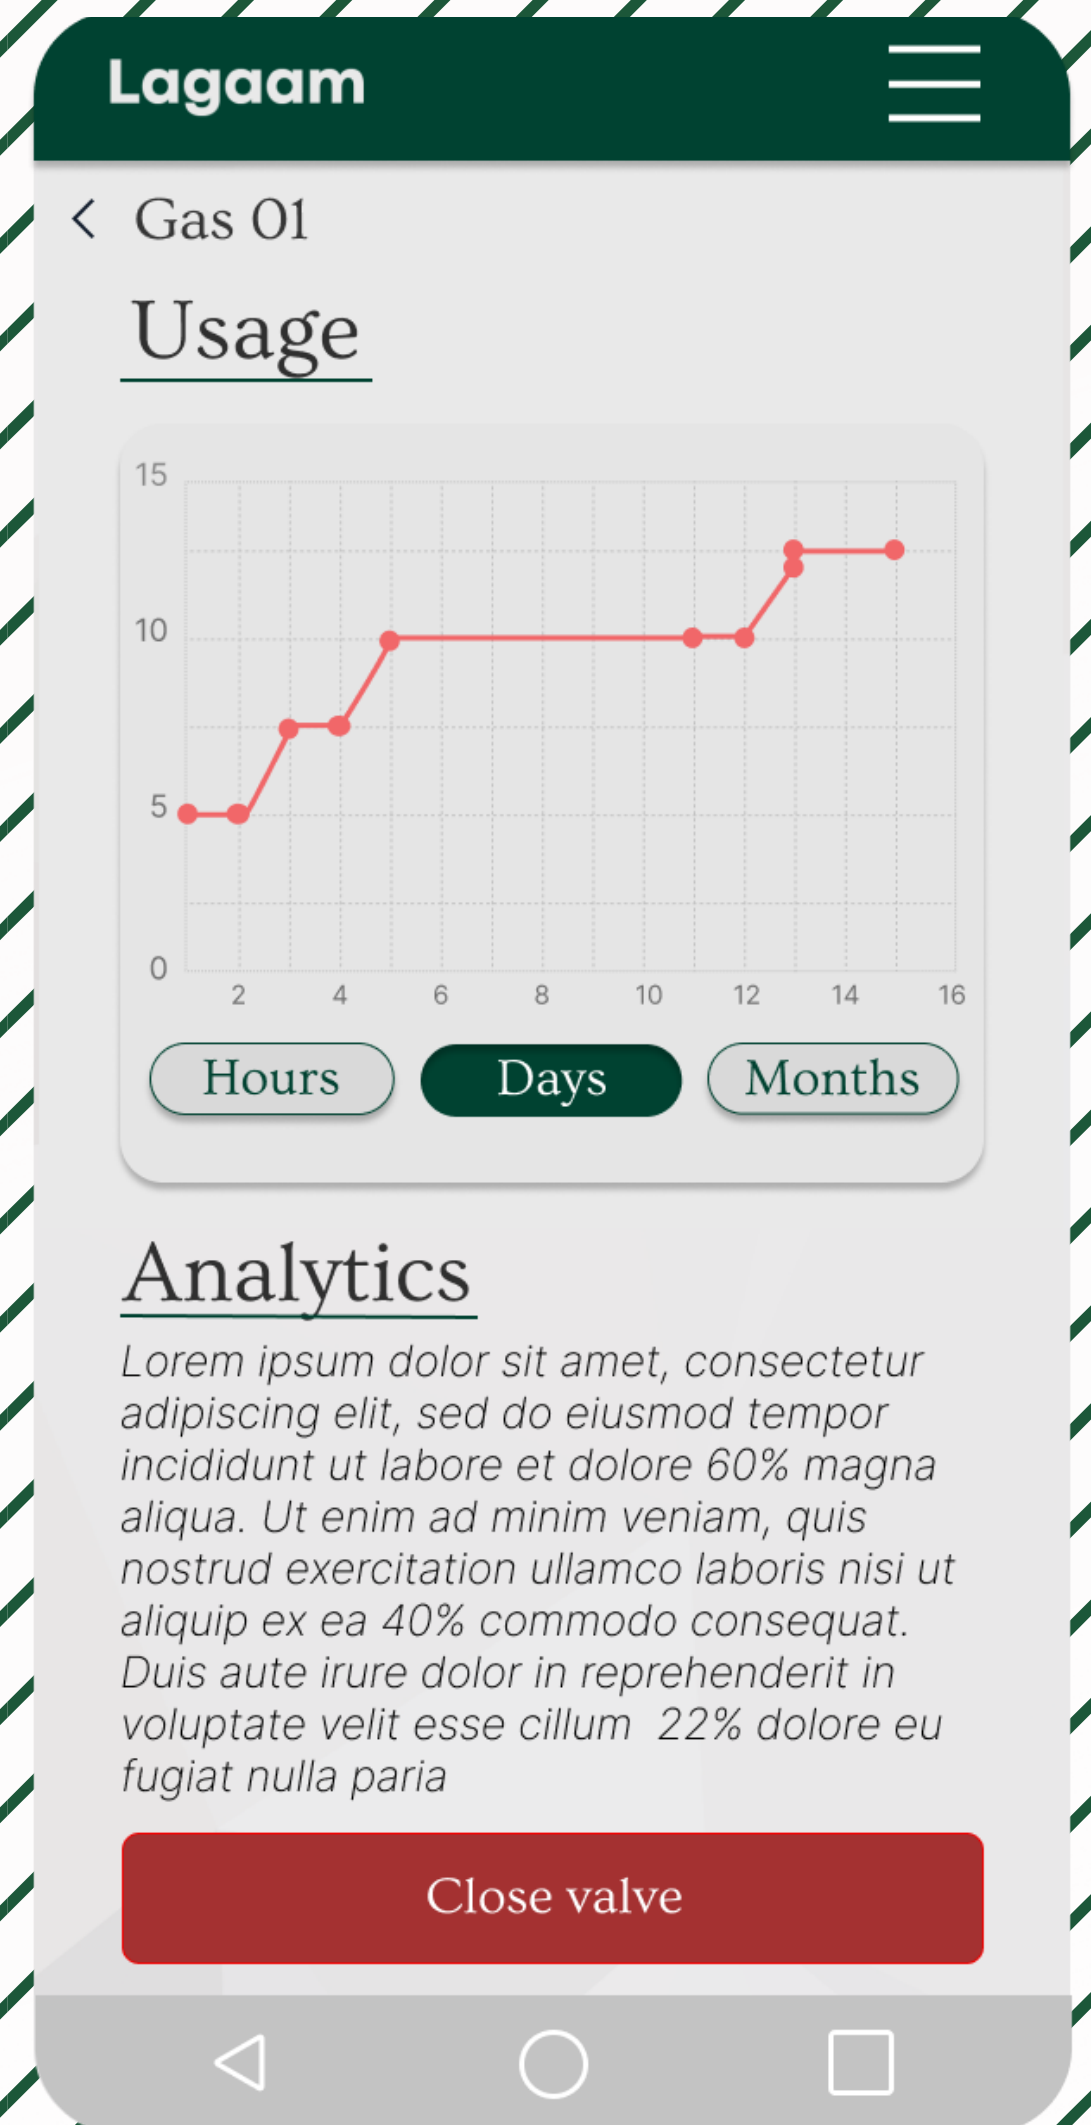 Lagaam
Gas 01
Usage
15
10
5
0
2 4 6 8 10 12 14 16
Hours Days Months
Analytics
Lorem ipsum dolor sit amet, consectetur
adipiscing elit, sed do eiusmod tempor
incididunt ut labore et dolore 60% magna
aliqua. Ut enim ad minim veniam, quis
nostrud exercitation ullamco laboris nisi ut
aliquip ex ea 40% commodo consequat.
Duis aute irure dolor in reprehenderit in
voluptate velit esse cillum  22% dolore eu
fugiat nulla paria
Close valve